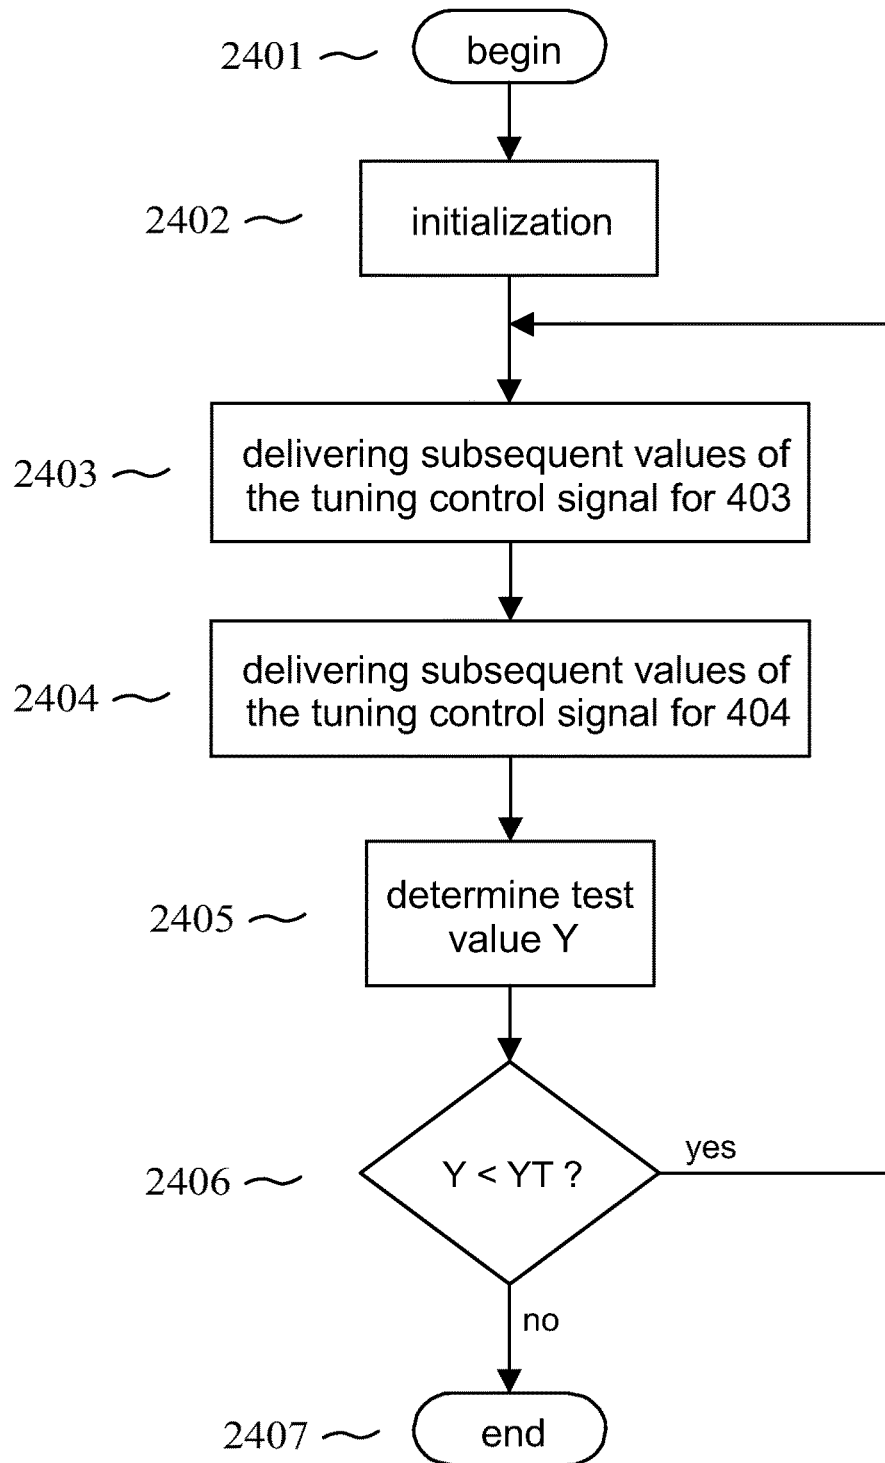 2401
begin
2402
initialization
2403
delivering subsequent values of
the tuning control signal for 403
2404
delivering subsequent values of
the tuning control signal for 404
2405
determine test
value Y
2406
Y < YT ?
yes
no
2407
end